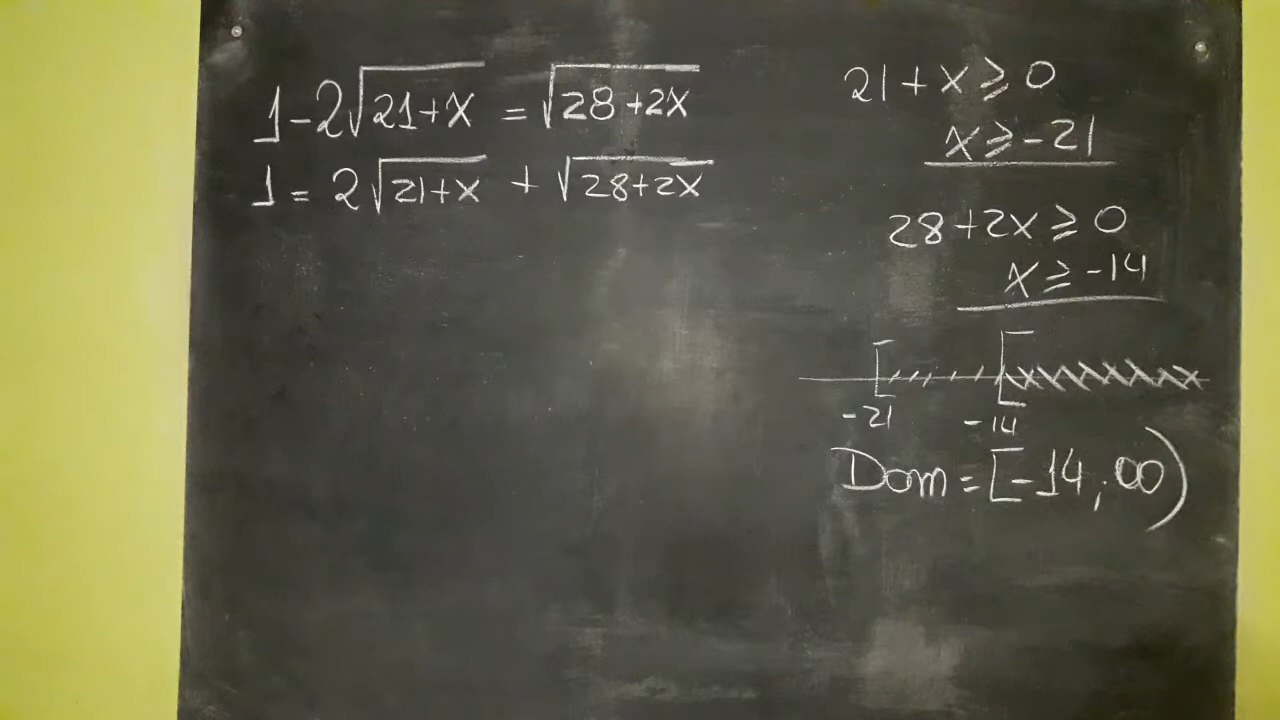 1-2√21+x = √28+2x
1 = 2√21+x + √28+2x
21+x ≥ 0
x ≥ -21
28+2x ≥ 0
x ≥ -14
-21 -14
Dom = [-14, ∞)